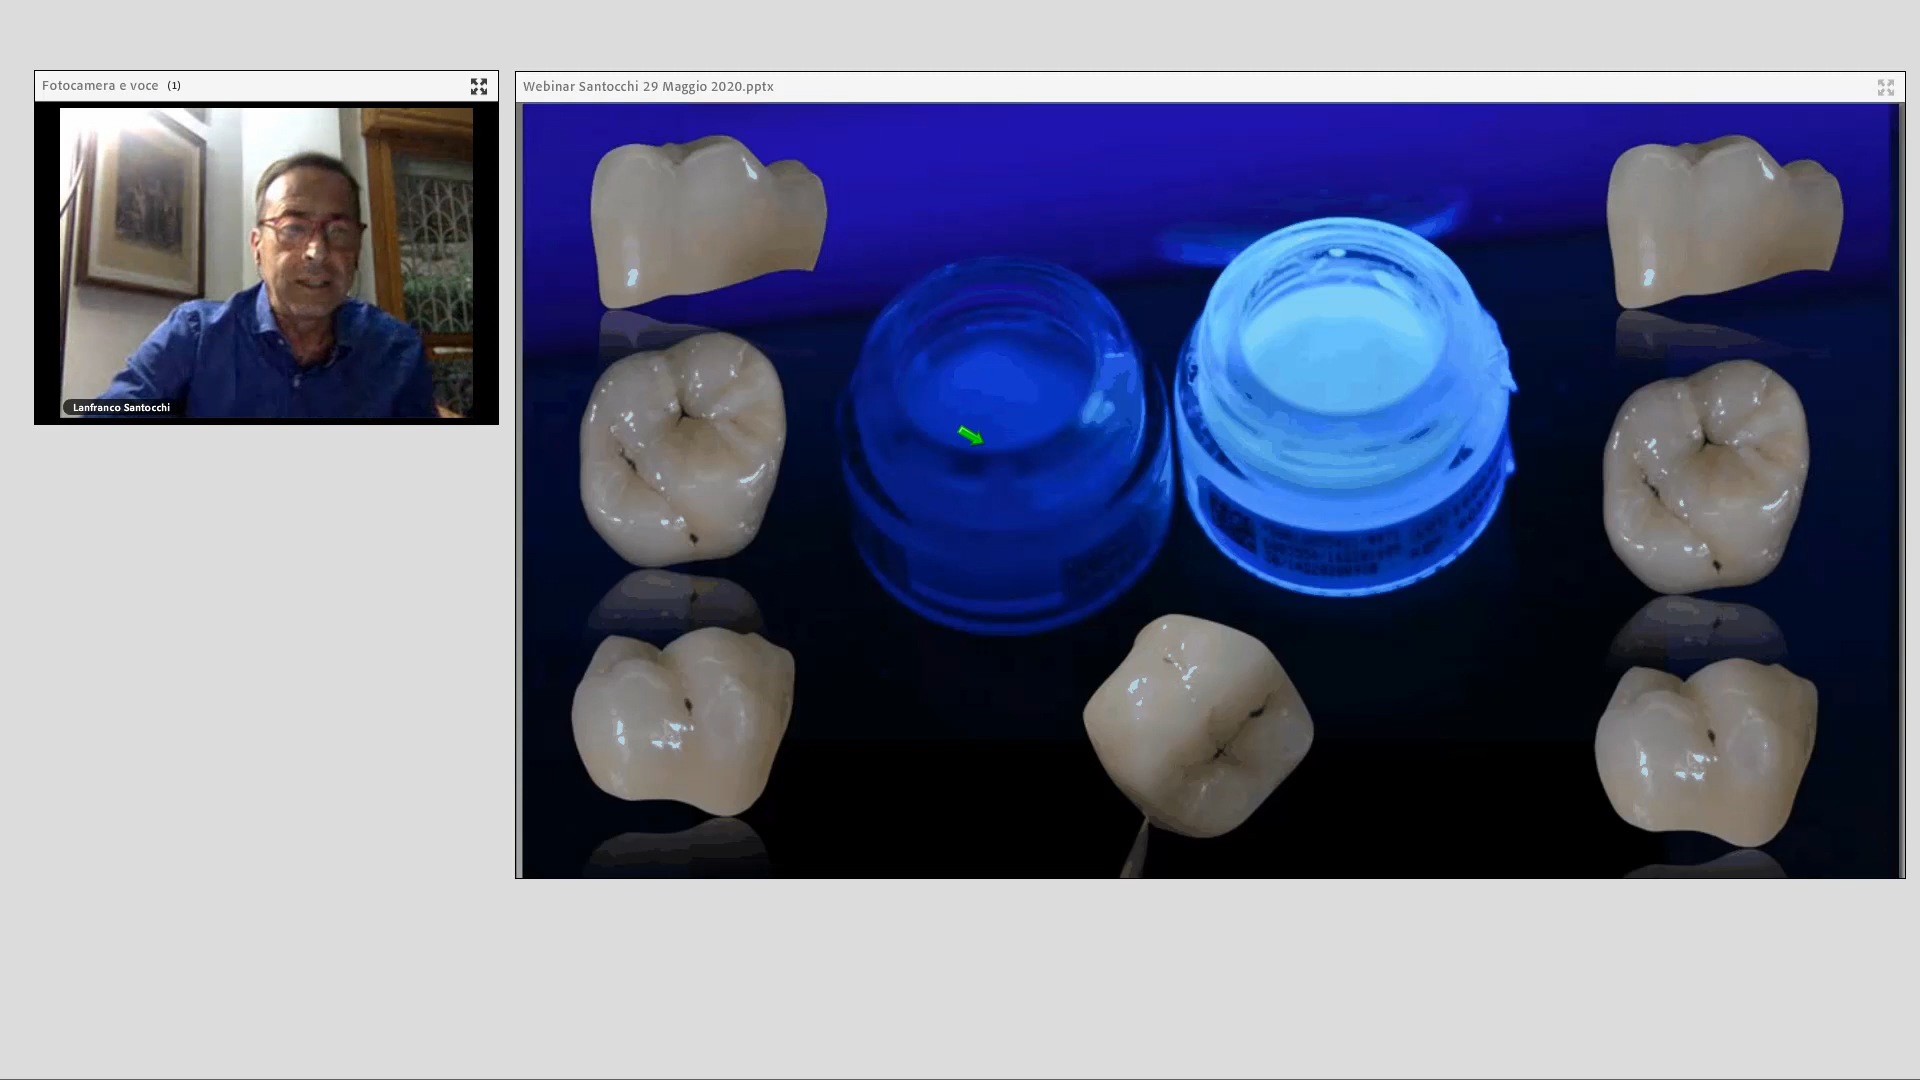 Fotocamera e voce (1)
Webinar Santocchi 29 Maggio 2020.pptx
Lanfranco Santocchi